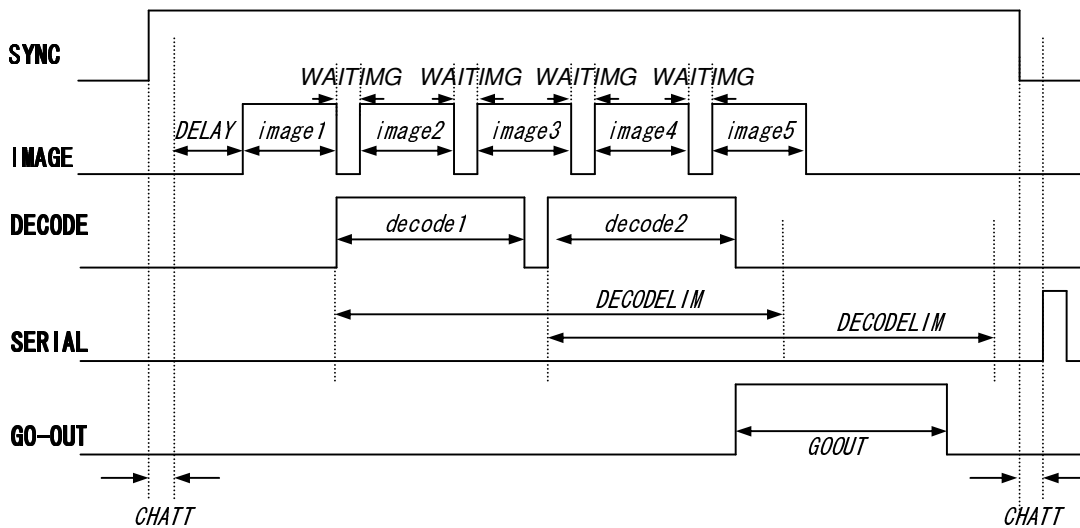 SYNC
WAITIMG WAITIMG WAITIMG WAITIMG
IMAGE
DELAY image1 image2 image3 image4 image5
DECODE
decode1 decode2
DECODELIM
DECODELIM
SERIAL
GO-OUT
GOOUT
CHATT CHATT